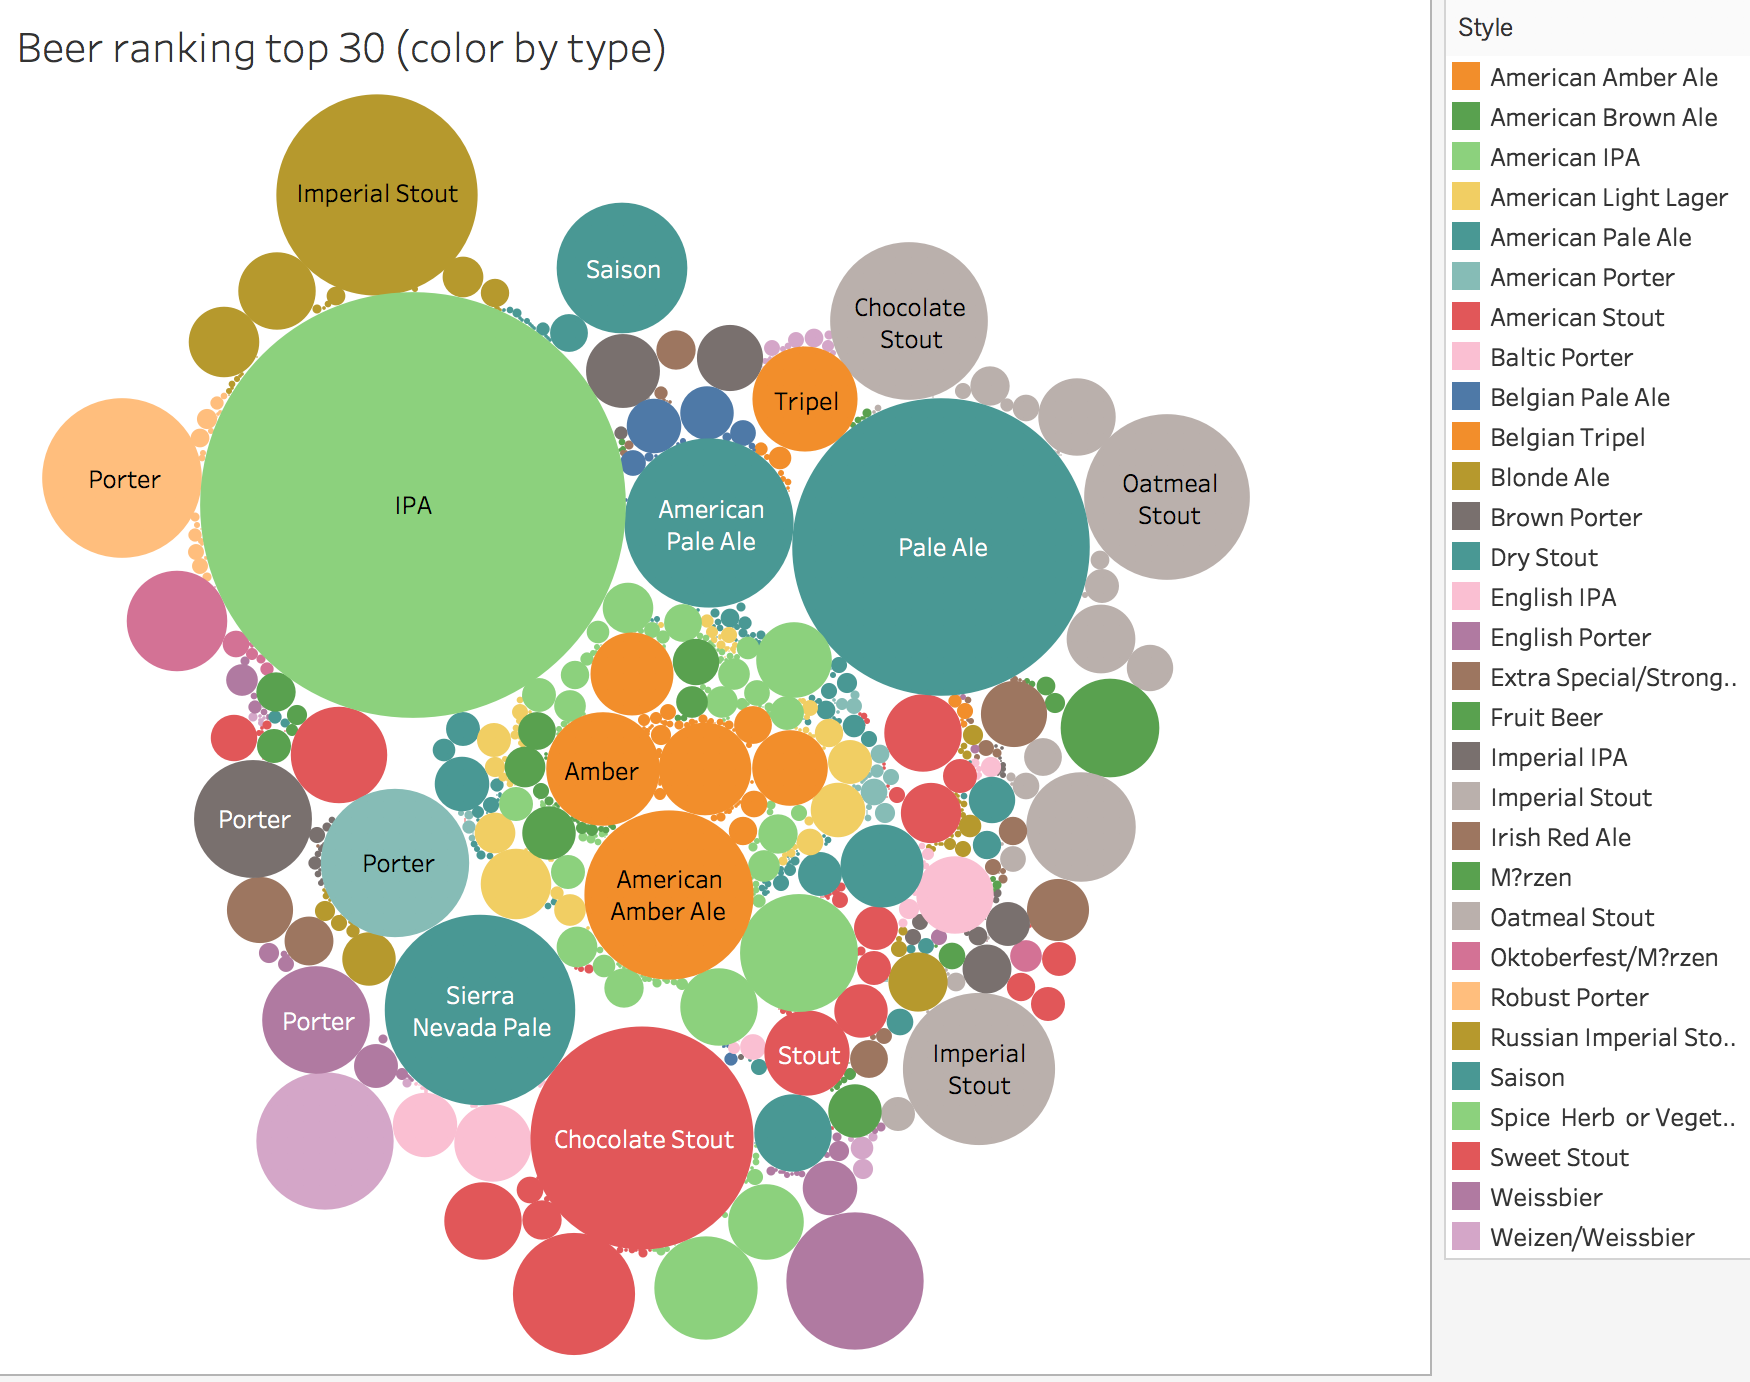 Beer ranking top 30 (color by type)
Imperial Stout
Saison
Chocolate
Stout
Tripel
Porter
IPA
American
Pale Ale
Pale Ale
Oatmeal
Stout
Amber
Porter
Porter
American
Amber Ale
Sierra
Nevada Pale
Porter
Stout
Imperial
Stout
Chocolate Stout
Style
American Amber Ale
American Brown Ale
American IPA
American Light Lager
American Pale Ale
American Porter
American Stout
Baltic Porter
Belgian Pale Ale
Belgian Tripel
Blonde Ale
Brown Porter
Dry Stout
English IPA
English Porter
Extra Special/Strong..
Fruit Beer
Imperial IPA
Imperial Stout
Irish Red Ale
M?rzen
Oatmeal Stout
Oktoberfest/M?rzen
Robust Porter
Russian Imperial Sto..
Saison
Spice  Herb  or Veget..
Sweet Stout
Weissbier
Weizen/Weissbier